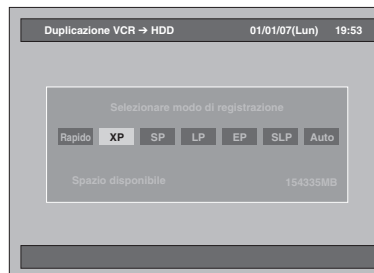 Duplicazione VCR → HDD 01/01/07(Lun) 19:53
Selezionare modo di registrazione
Rapido XP SP LP EP SLP Auto
Spazio disponibile 154335MB